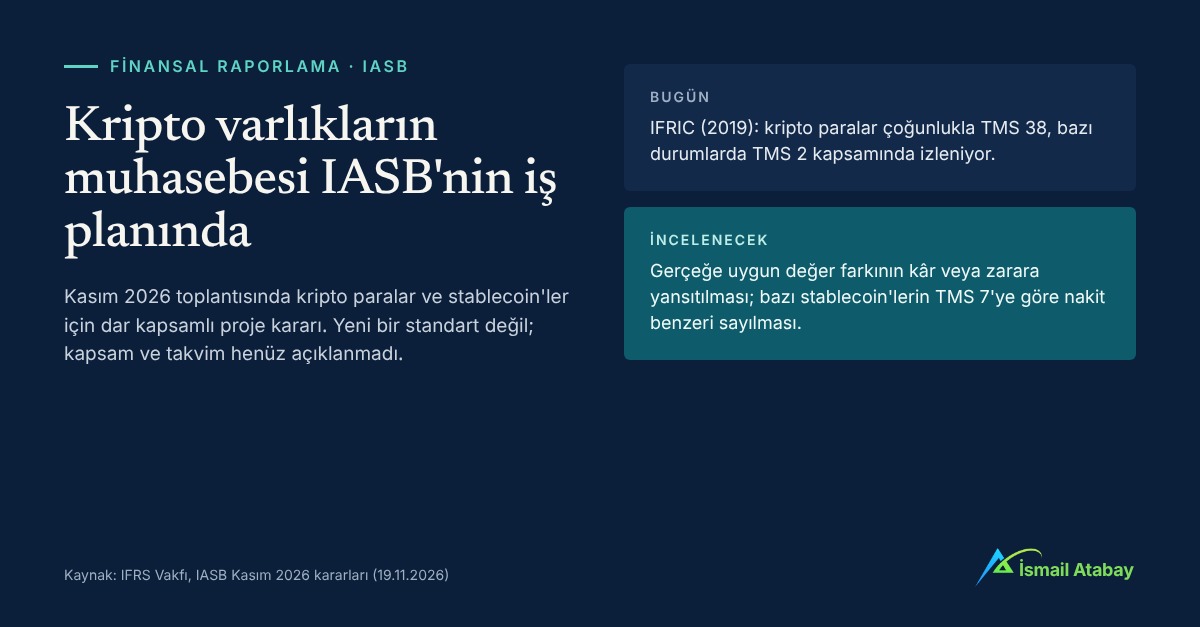 FİNANSAL RAPORLAMA · IASB
Kripto varlıkların
muhasebesi IASB'nin iş
planında
Kasım 2026 toplantısında kripto paralar ve stablecoin'ler
için dar kapsamlı proje kararı. Yeni bir standart değil;
kapsam ve takvim henüz açıklanmadı.
BUGÜN
IFRIC (2019): kripto paralar çoğunlukla TMS 38, bazı
durumlarda TMS 2 kapsamında izleniyor.
İNCELENECEK
Gerçeğe uygun değer farkının kâr veya zarara
yansıtılması; bazı stablecoin'lerin TMS 7'ye göre nakit
benzeri sayılması.
Kaynak: IFRS Vakfı, IASB Kasım 2026 kararları (19.11.2026)
İsmail Atabay